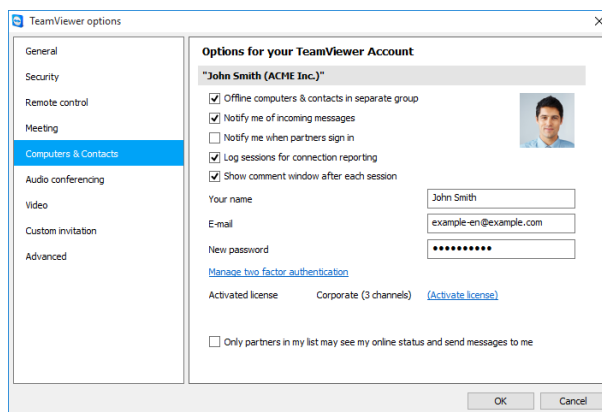 TeamViewer options
General
Security
Remote control
Meeting
Computers & Contacts
Audio conferencing
Video
Custom invitation
Advanced
Options for your TeamViewer Account
"John Smith (ACME Inc.)"
Offline computers & contacts in separate group
Notify me of incoming messages
Notify me when partners sign in
Log sessions for connection reporting
Show comment window after each session
Your name John Smith
E-mail example-en@example.com
New password ●●●●●●●●●●
Manage two factor authentication
Activated license Corporate (3 channels) (Activate license)
Only partners in my list may see my online status and send messages to me
OK Cancel